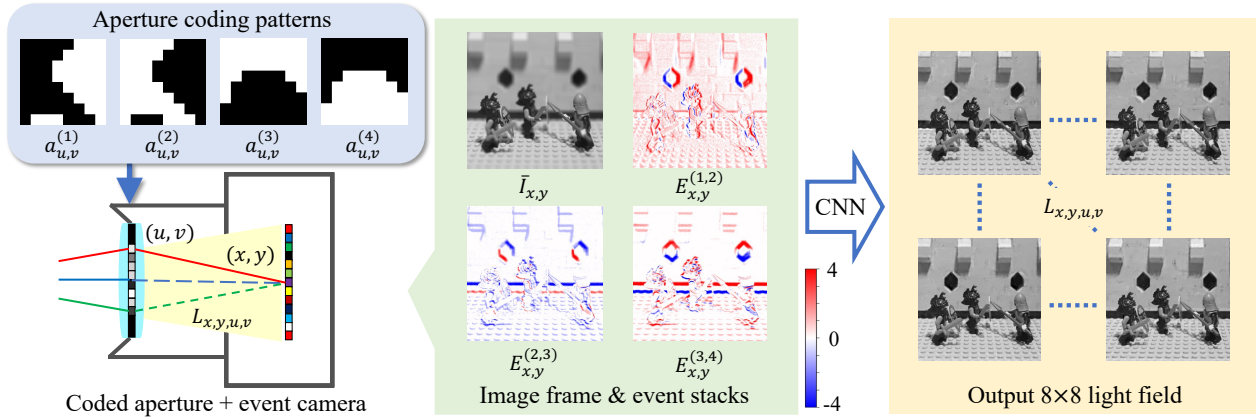 Aperture coding patterns
a_{u,v}^{(1)} a_{u,v}^{(2)} a_{u,v}^{(3)} a_{u,v}^{(4)}
(u, v)
(x, y)
L_{x,y,u,v}
Coded aperture + event camera
Ī_{x,y} E_{x,y}^{(1,2)}
E_{x,y}^{(2,3)} E_{x,y}^{(3,4)}
4
0
-4
Image frame & event stacks
CNN
L_{x,y,u,v}
Output 8×8 light field